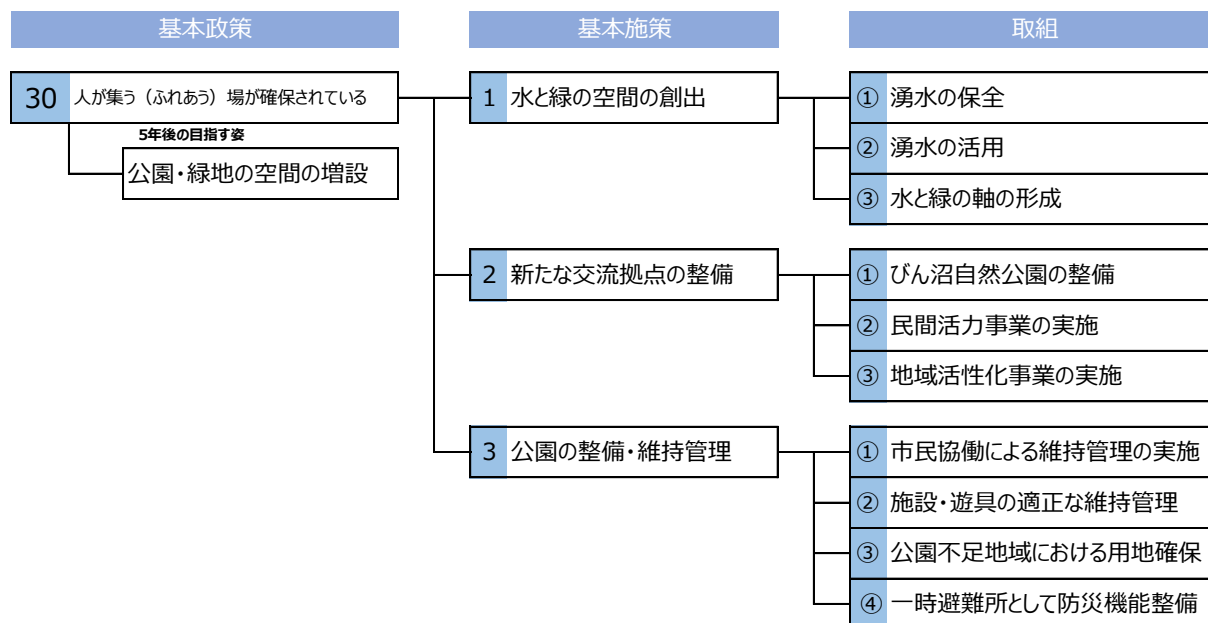 基本政策
基本施策
取組
30 人が集う（ふれあう）場が確保されている
5年後の目指す姿
公園・緑地の空間の増設
1 水と緑の空間の創出
① 湧水の保全
② 湧水の活用
③ 水と緑の軸の形成
2 新たな交流拠点の整備
① びん沼自然公園の整備
② 民間活力事業の実施
③ 地域活性化事業の実施
3 公園の整備・維持管理
① 市民協働による維持管理の実施
② 施設・遊具の適正な維持管理
③ 公園不足地域における用地確保
④ 一時避難所として防災機能整備